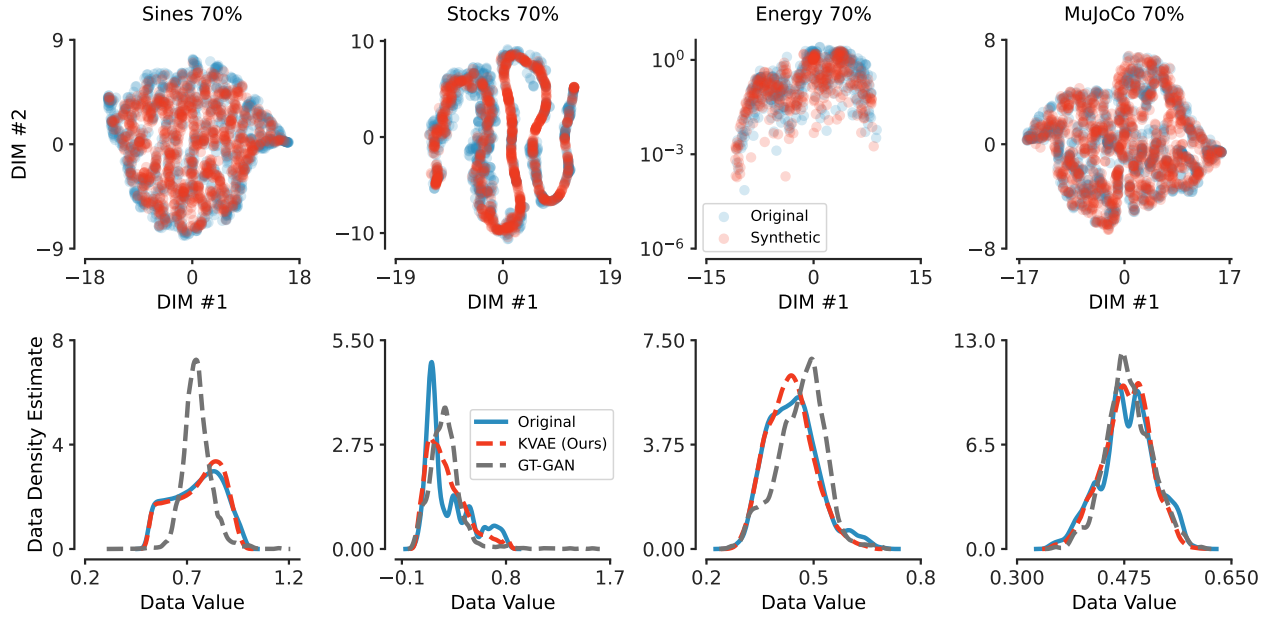 Sines 70%
Stocks 70%
Energy 70%
MuJoCo 70%
DIM #2
9
0
−9
−18
0
18
DIM #1
10
0
−10
−19
0
19
DIM #1
10⁰
10⁻³
10⁻⁶
−15
0
15
DIM #1
Original
Synthetic
8
0
−8
−17
0
17
DIM #1
Data Density Estimate
8
4
0
0.2
0.7
1.2
Data Value
5.50
2.75
0.00
−0.1
0.8
1.7
Data Value
Original
KVAE (Ours)
GT-GAN
7.50
3.75
0.00
0.2
0.5
0.8
Data Value
13.0
6.5
0.0
0.300
0.475
0.650
Data Value